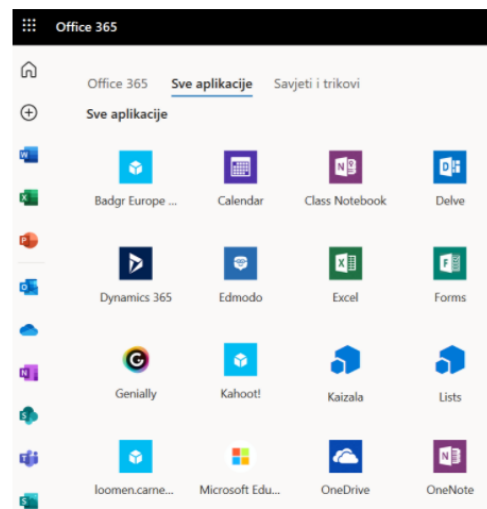 Office 365
Office 365 Sve aplikacije Savjeti i trikovi
Sve aplikacije
Badgr Europe ... Calendar Class Notebook Delve
Dynamics 365 Edmodo Excel Forms
Genially Kahoot! Kaizala Lists
loomen.carne... Microsoft Edu... OneDrive OneNote